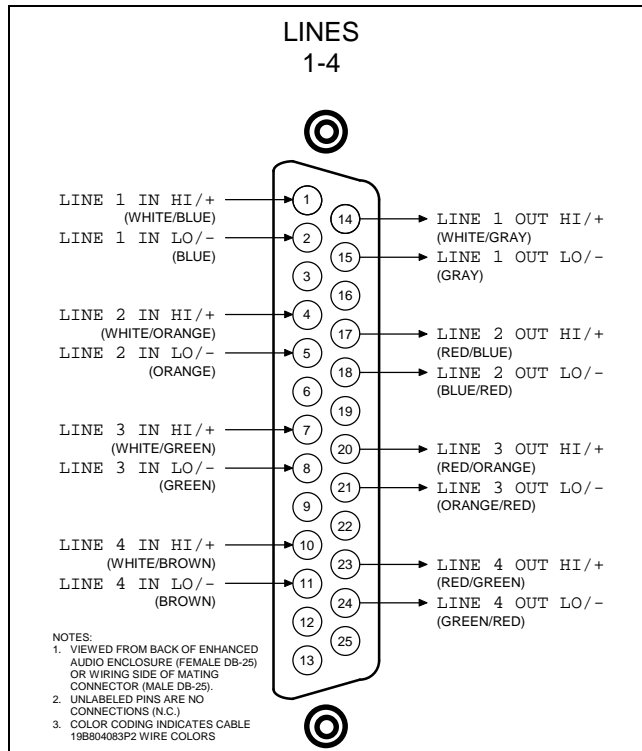 LINES
1-4
LINE 1 IN HI/+
(WHITE/BLUE)
LINE 1 IN LO/-
(BLUE)
LINE 2 IN HI/+
(WHITE/ORANGE)
LINE 2 IN LO/-
(ORANGE)
LINE 3 IN HI/+
(WHITE/GREEN)
LINE 3 IN LO/-
(GREEN)
LINE 4 IN HI/+
(WHITE/BROWN)
LINE 4 IN LO/-
(BROWN)
1
2
3
4
5
6
7
8
9
10
11
12
13
14
15
16
17
18
19
20
21
22
23
24
25
LINE 1 OUT HI/+
(WHITE/GRAY)
LINE 1 OUT LO/-
(GRAY)
LINE 2 OUT HI/+
(RED/BLUE)
LINE 2 OUT LO/-
(BLUE/RED)
LINE 3 OUT HI/+
(RED/ORANGE)
LINE 3 OUT LO/-
(ORANGE/RED)
LINE 4 OUT HI/+
(RED/GREEN)
LINE 4 OUT LO/-
(GREEN/RED)
NOTES:
1. VIEWED FROM BACK OF ENHANCED
AUDIO ENCLOSURE (FEMALE DB-25)
OR WIRING SIDE OF MATING
CONNECTOR (MALE DB-25).
2. UNLABELED PINS ARE NO
CONNECTIONS (N.C.)
3. COLOR CODING INDICATES CABLE
19B804083P2 WIRE COLORS